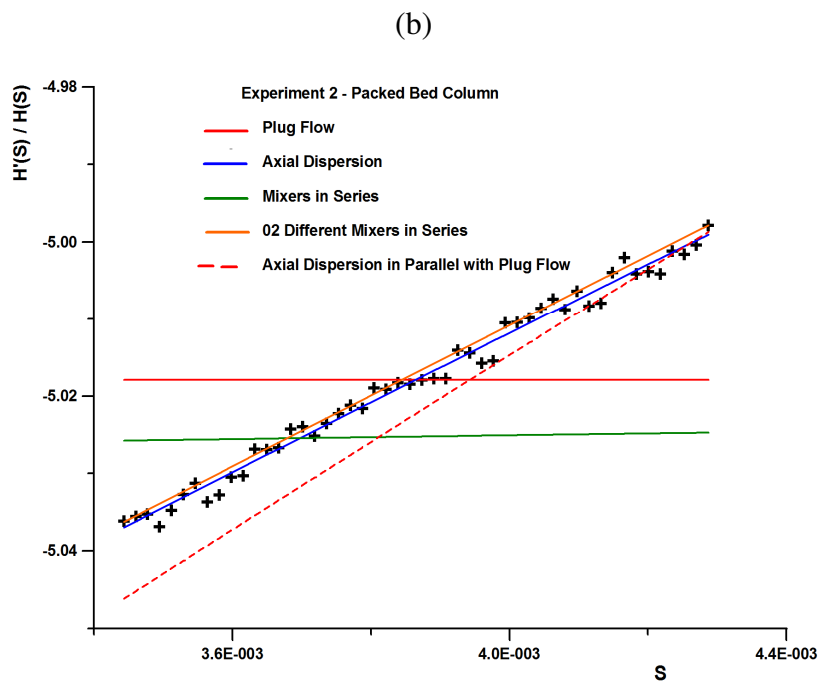 (b)
H'(S) / H(S)
-4.98
-5.00
-5.02
-5.04
Experiment 2 - Packed Bed Column
Plug Flow
Axial Dispersion
Mixers in Series
02 Different Mixers in Series
Axial Dispersion in Parallel with Plug Flow
3.6E-003
4.0E-003
4.4E-003
S